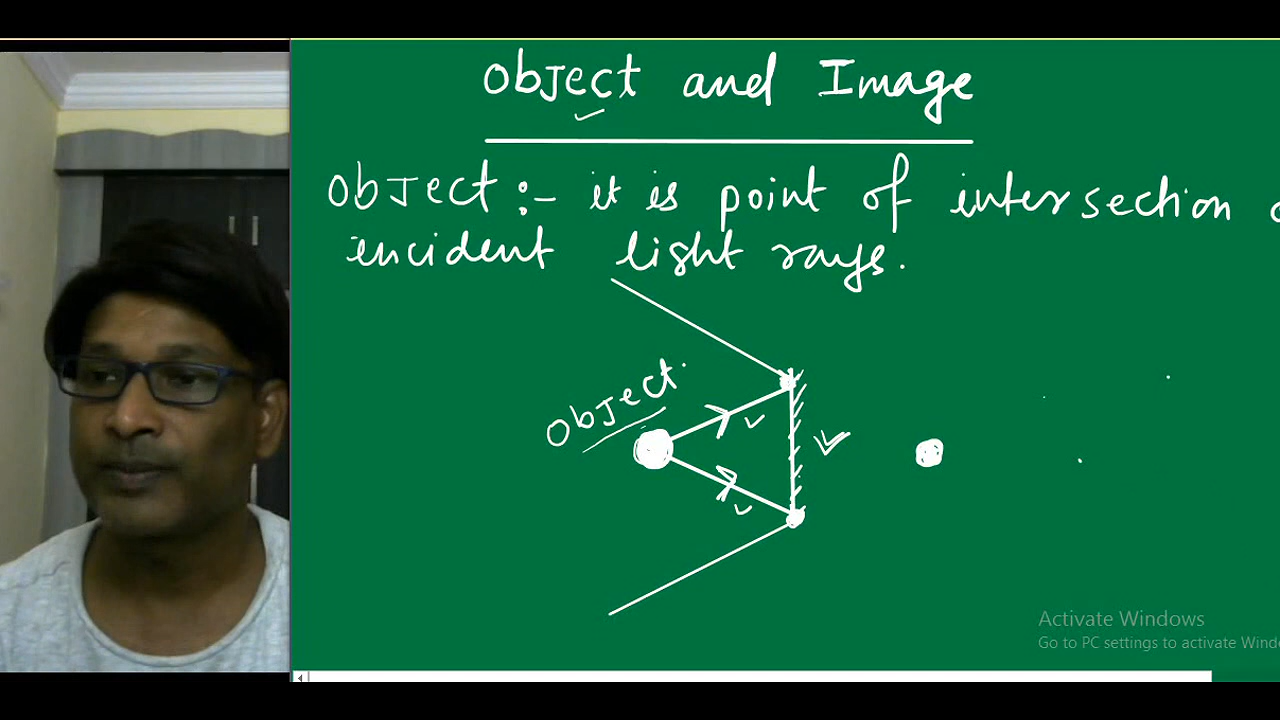 Object and Image
Object :- it is point of intersection
incident light rays.
Object.
Activate Windows
Go to PC settings to activate Wind